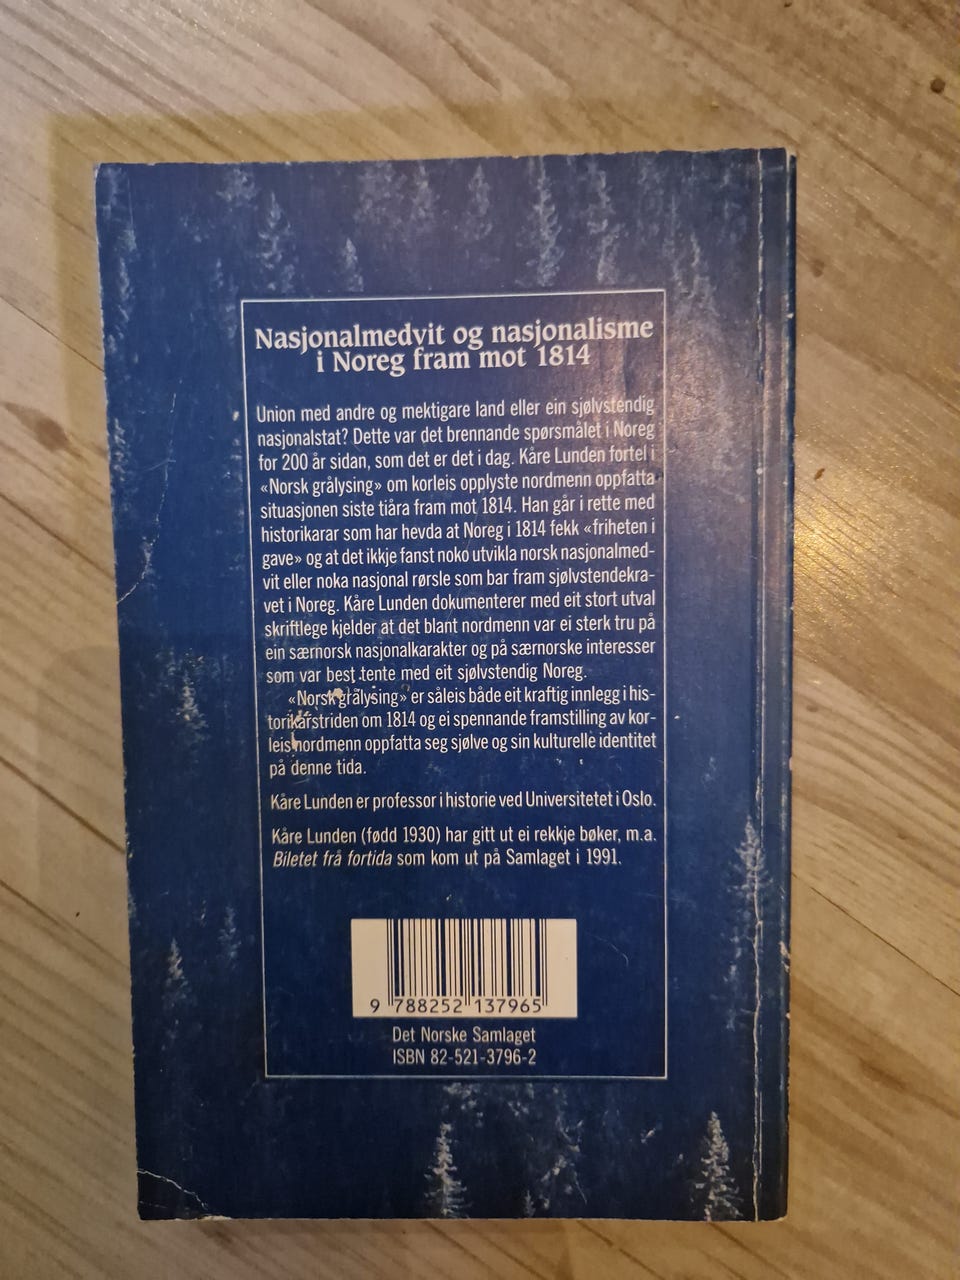 Nasjonalmedvit og nasjonalisme
i Noreg fram mot 1814
Union med andre og mektigare land eller ein sjølvstendig
nasjonalstat? Dette var det brennande spørsmålet i Noreg
for 200 år sidan, som det er det i dag. Kåre Lunden fortel i
«Norsk grålysing» om korleis opplyste nordmenn oppfatta
situasjonen siste tiåra fram mot 1814. Han går i rette med
historikarar som har hevda at Noreg i 1814 fekk «friheten i
gave» og at det ikkje fanst noko utvikla norsk nasjonalmed-
vit eller noka nasjonal rørsle som bar fram sjølvstendekra-
vet i Noreg. Kåre Lunden dokumenterer med eit stort utval
skriftlege kjelder at det blant nordmenn var ei sterk tru på
ein særnorsk nasjonalkarakter og på særnorske interesser
som var best tente med eit sjølvstendig Noreg.
«Norsk grålysing» er såleis både eit kraftig innlegg i his-
torikarstriden om 1814 og ei spennande framstilling av kor-
leis nordmenn oppfatta seg sjølve og sin kulturelle identitet
på denne tida.
Kåre Lunden er professor i historie ved Universitetet i Oslo.
Kåre Lunden (fødd 1930) har gitt ut ei rekkje bøker, m.a.
Biletet frå fortida som kom ut på Samlaget i 1991.
9 788252 137965
Det Norske Samlaget
ISBN 82-521-3796-2